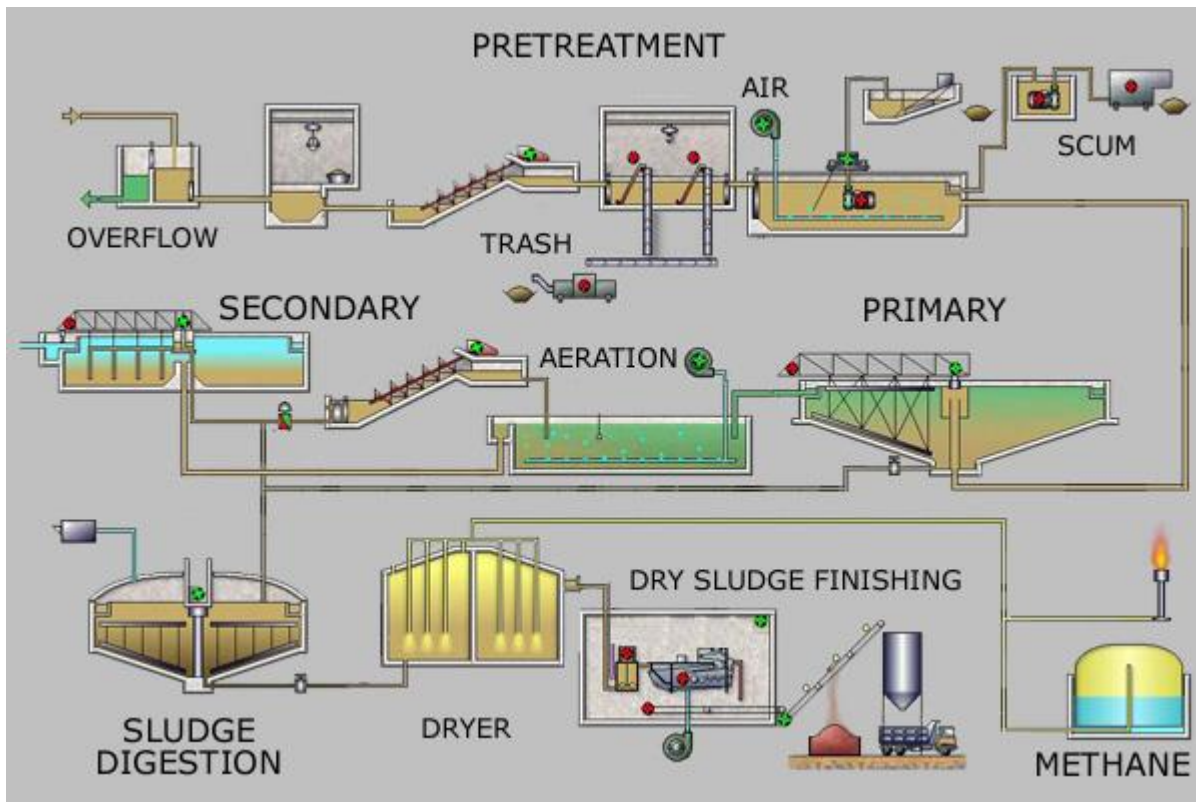 PRETREATMENT
AIR
SCUM
OVERFLOW
TRASH
SECONDARY
PRIMARY
AERATION
DRY SLUDGE FINISHING
SLUDGE
DIGESTION
DRYER
METHANE